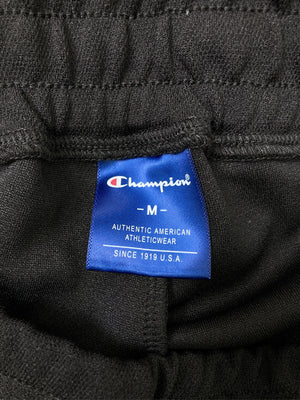 Champion
- M -
AUTHENTIC AMERICAN
ATHLETICWEAR
SINCE 1919 U.S.A.